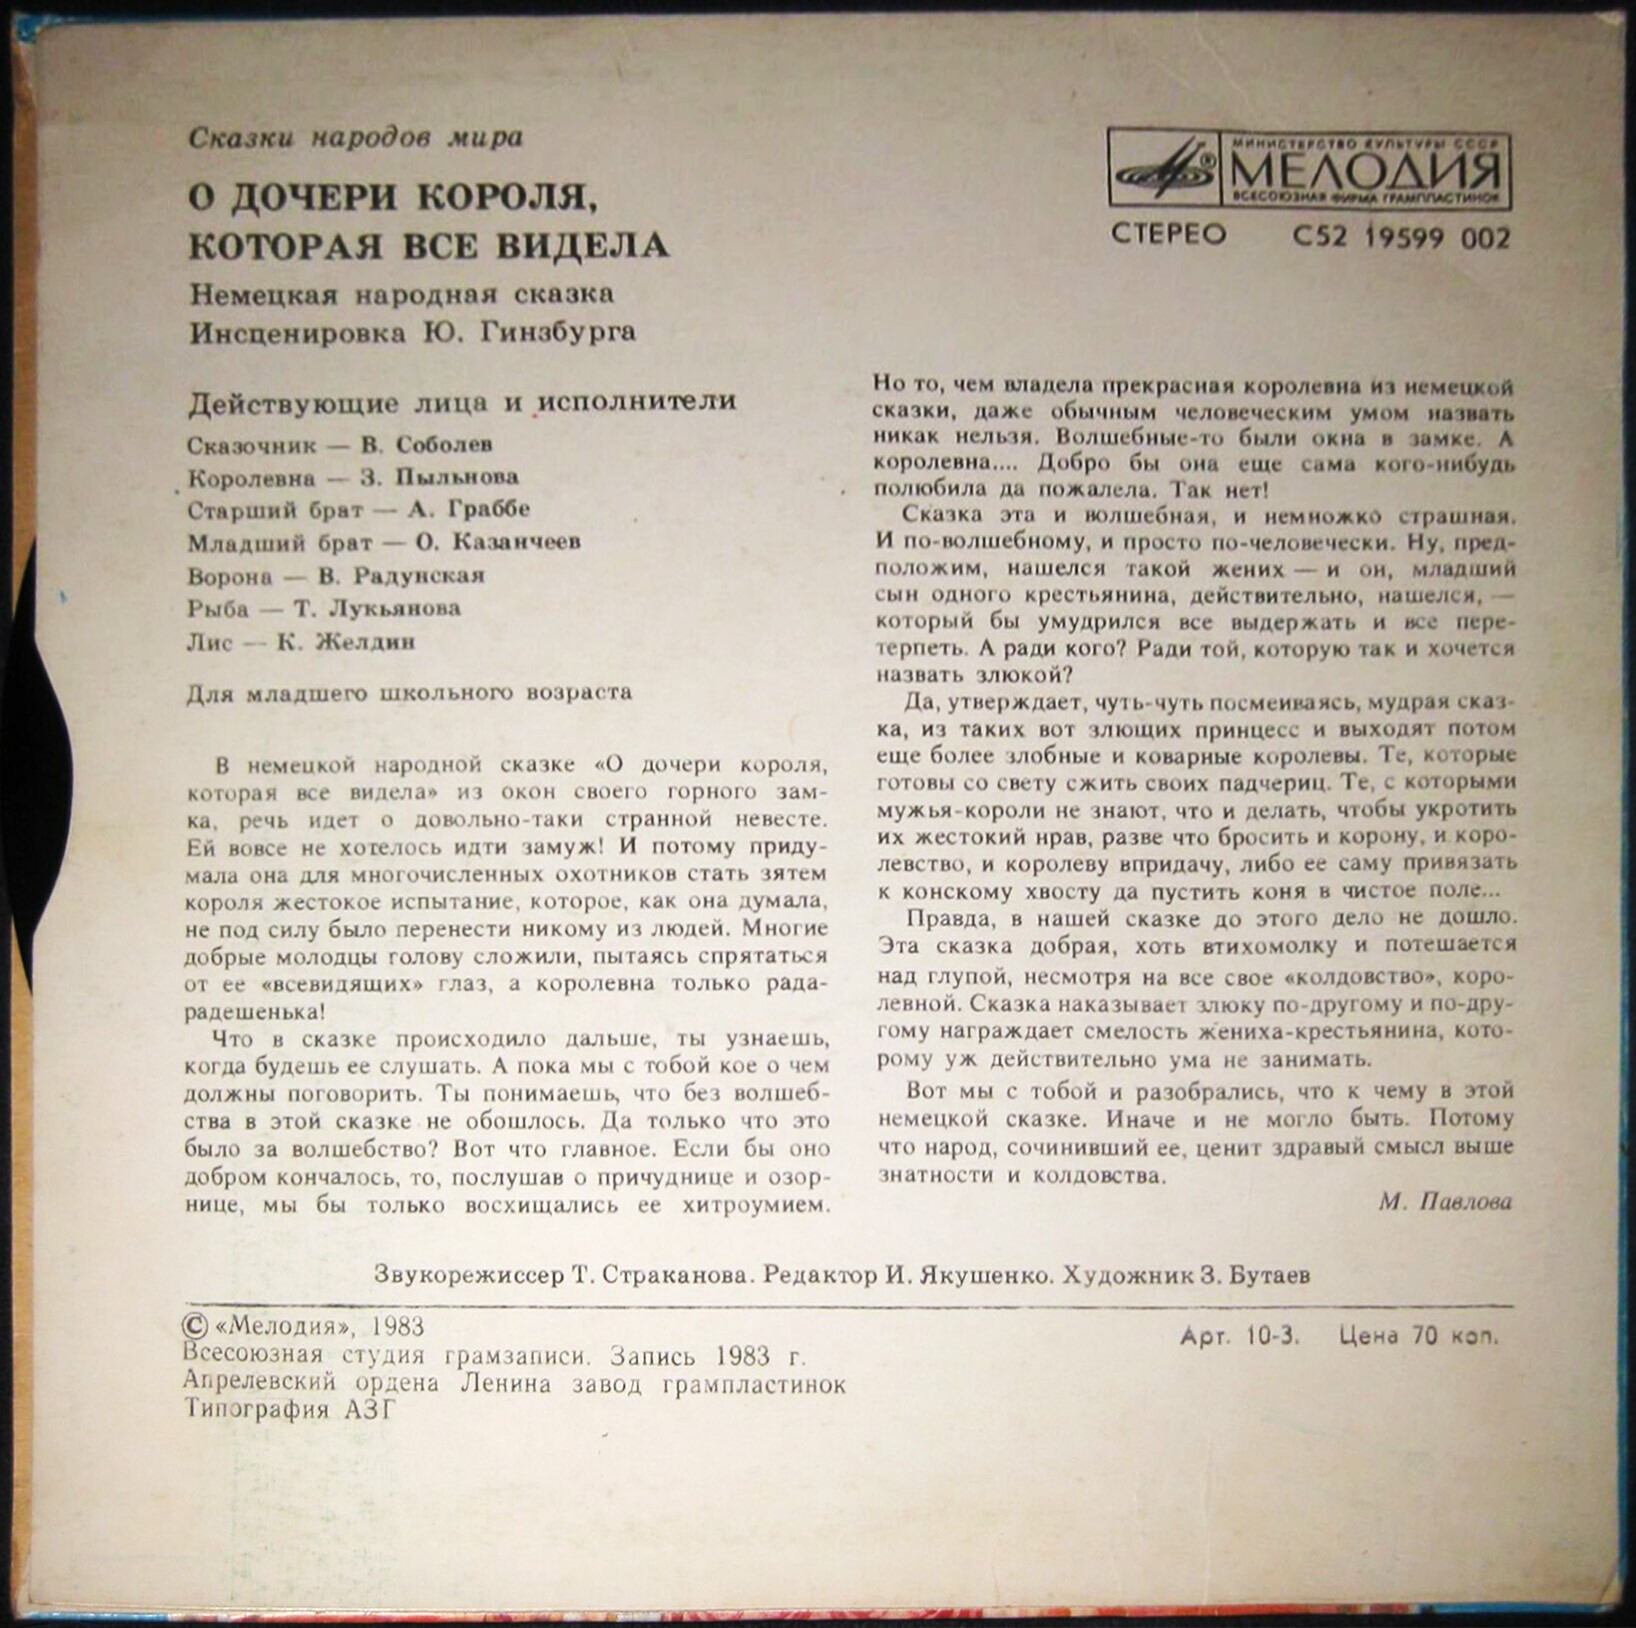 Сказки народов мира
О ДОЧЕРИ КОРОЛЯ,
КОТОРАЯ ВСЕ ВИДЕЛА
Немецкая народная сказка
Инсценировка Ю. Гинзбурга
МИНИСТЕРСТВО КУЛЬТУРЫ СССР
МЕЛОДИЯ
ВСЕСОЮЗНАЯ ФИРМА ГРАМПЛАСТИНОК
СТЕРЕО С52 19599 002
Действующие лица и исполнители
Сказочник — В. Соболев
Королевна — З. Пыльнова
Старший брат — А. Граббе
Младший брат — О. Казанчеев
Ворона — В. Радунская
Рыба — Т. Лукьянова
Лис — К. Желдин
Для младшего школьного возраста
В немецкой народной сказке «О дочери короля,
которая все видела» из окон своего горного зам-
ка, речь идет о довольно-таки странной невесте.
Ей вовсе не хотелось идти замуж! И потому приду-
мала она для многочисленных охотников стать зятем
короля жестокое испытание, которое, как она думала,
не под силу было перенести никому из людей. Многие
добрые молодцы голову сложили, пытаясь спрятаться
от ее «всевидящих» глаз, а королевна только рада-
радешенька!
Что в сказке происходило дальше, ты узнаешь,
когда будешь ее слушать. А пока мы с тобой кое о чем
должны поговорить. Ты понимаешь, что без волшеб-
ства в этой сказке не обошлось. Да только что это
было за волшебство? Вот что главное. Если бы оно
добром кончалось, то, послушав о причуднице и озор-
нице, мы бы только восхищались ее хитроумием.
Но то, чем владела прекрасная королевна из немецкой
сказки, даже обычным человеческим умом назвать
никак нельзя. Волшебные-то были окна в замке. А
королевна.... Добро бы она еще сама кого-нибудь
полюбила да пожалела. Так нет!
Сказка эта и волшебная, и немножко страшная.
И по-волшебному, и просто по-человечески. Ну, пред-
положим, нашелся такой жених — и он, младший
сын одного крестьянина, действительно, нашелся, —
который бы умудрился все выдержать и все пере-
терпеть. А ради кого? Ради той, которую так и хочется
назвать злюкой?
Да, утверждает, чуть-чуть посмеиваясь, мудрая сказ-
ка, из таких вот злющих принцесс и выходят потом
еще более злобные и коварные королевы. Те, которые
готовы со свету сжить своих падчериц. Те, с которыми
мужья-короли не знают, что и делать, чтобы укротить
их жестокий нрав, разве что бросить и корону, и коро-
левство, и королеву впридачу, либо ее саму привязать
к конскому хвосту да пустить коня в чистое поле...
Правда, в нашей сказке до этого дело не дошло.
Эта сказка добрая, хоть втихомолку и потешается
над глупой, несмотря на все свое «колдовство», коро-
левной. Сказка наказывает злюку по-другому и по-дру-
гому награждает смелость жениха-крестьянина, кото-
рому уж действительно ума не занимать.
Вот мы с тобой и разобрались, что к чему в этой
немецкой сказке. Иначе и не могло быть. Потому
что народ, сочинивший ее, ценит здравый смысл выше
знатности и колдовства.
М. Павлова
Звукорежиссер Т. Страканова. Редактор И. Якушенко. Художник З. Бутаев
© «Мелодия», 1983
Всесоюзная студия грамзаписи. Запись 1983 г.
Апрелевский ордена Ленина завод грампластинок
Типография АЗГ
Арт. 10-3. Цена 70 коп.